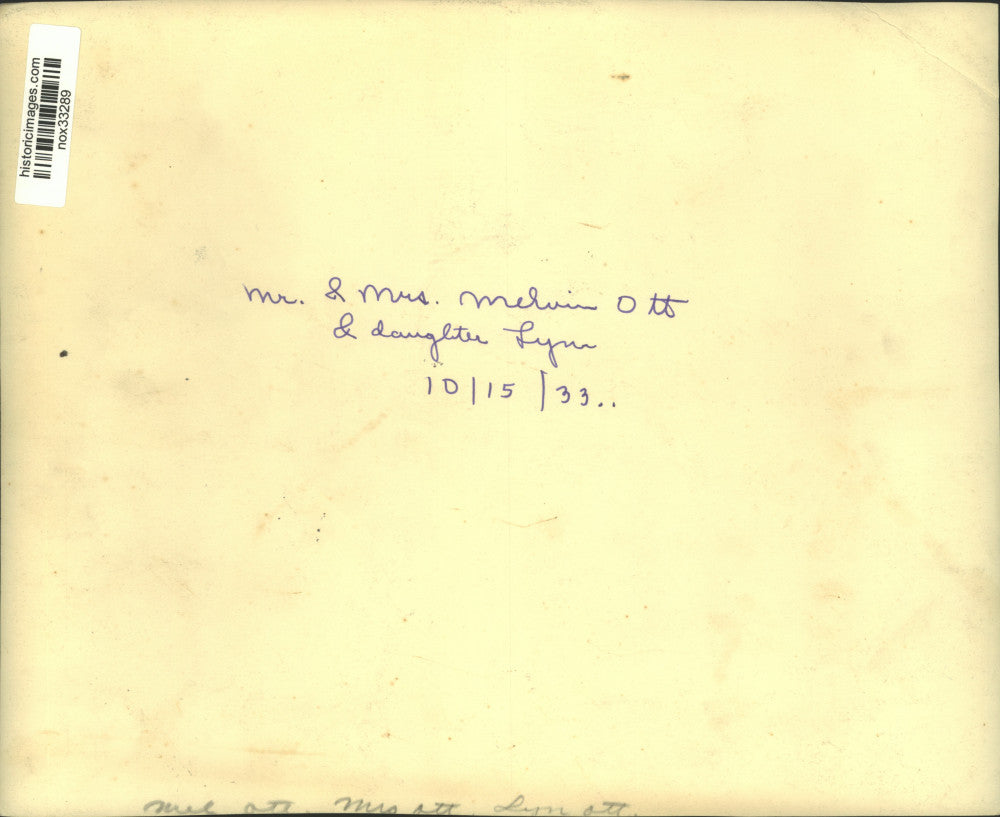 historicimages.com
nox33289
Mr. & Mrs. Melvin Ott
& daughter Lynn
10/15/33..
Mel Ott. Mrs Ott. Lyn Ott.